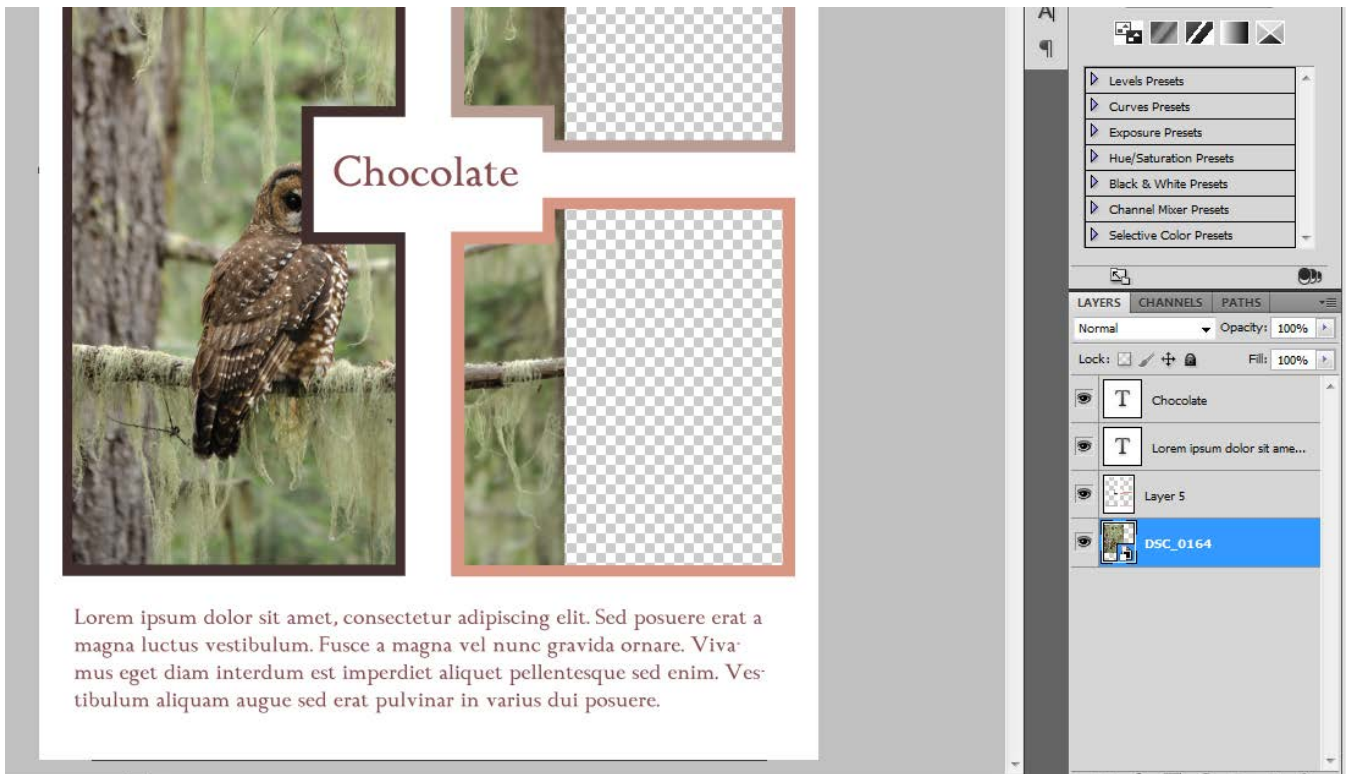 A|
¶
Levels Presets
Curves Presets
Exposure Presets
Hue/Saturation Presets
Black & White Presets
Channel Mixer Presets
Selective Color Presets
Chocolate
LAYERS CHANNELS PATHS
Normal Opacity: 100%
Lock: Fill: 100%
T Chocolate
T Lorem ipsum dolor sit ame...
Layer 5
DSC_0164
Lorem ipsum dolor sit amet, consectetur adipiscing elit. Sed posuere erat a
magna luctus vestibulum. Fusce a magna vel nunc gravida ornare. Viva-
mus eget diam interdum est imperdiet aliquet pellentesque sed enim. Ves-
tibulum aliquam augue sed erat pulvinar in varius dui posuere.